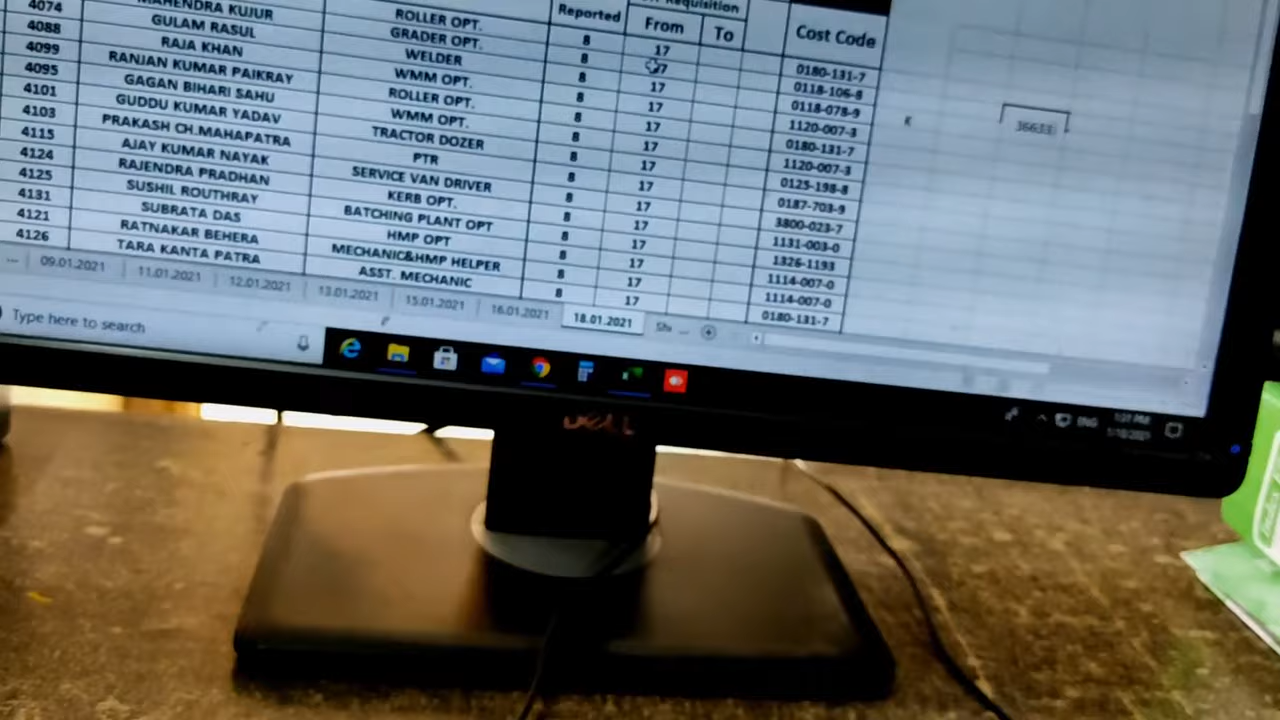 Requisition
Reported From To Cost Code
ROLLER OPT. 8 17 0180-131-7
MAHENDRA KUJUR GRADER OPT. 8 17 0118-106-8
4074 GULAM RASUL WELDER 8 17 0118-078-9
4088 RAJA KHAN WMM OPT. 8 17 1120-007-3
4099 RANJAN KUMAR PAIKRAY ROLLER OPT. 8 17 0180-131-7
4095 GAGAN BIHARI SAHU WMM OPT. 8 17 1120-007-3
4101 GUDDU KUMAR YADAV TRACTOR DOZER 8 17 0125-198-8
4103 PRAKASH CH.MAHAPATRA PTR 8 17 0187-703-9
4115 AJAY KUMAR NAYAK SERVICE VAN DRIVER 8 17 3800-023-7
4124 RAJENDRA PRADHAN KERB OPT. 8 17 1131-003-0
4125 SUSHIL ROUTHRAY BATCHING PLANT OPT 8 17 1326-1193
4131 SUBRATA DAS HMP OPT 8 17 1114-007-0
4121 RATNAKAR BEHERA MECHANIC&HMP HELPER 8 17 1114-007-0
4126 TARA KANTA PATRA ASST. MECHANIC 8 17 0180-131-7
K 36633
... 09.01.2021 11.01.2021 12.01.2021 13.01.2021 15.01.2021 16.01.2021 18.01.2021 ...
Type here to search
ENG
DELL